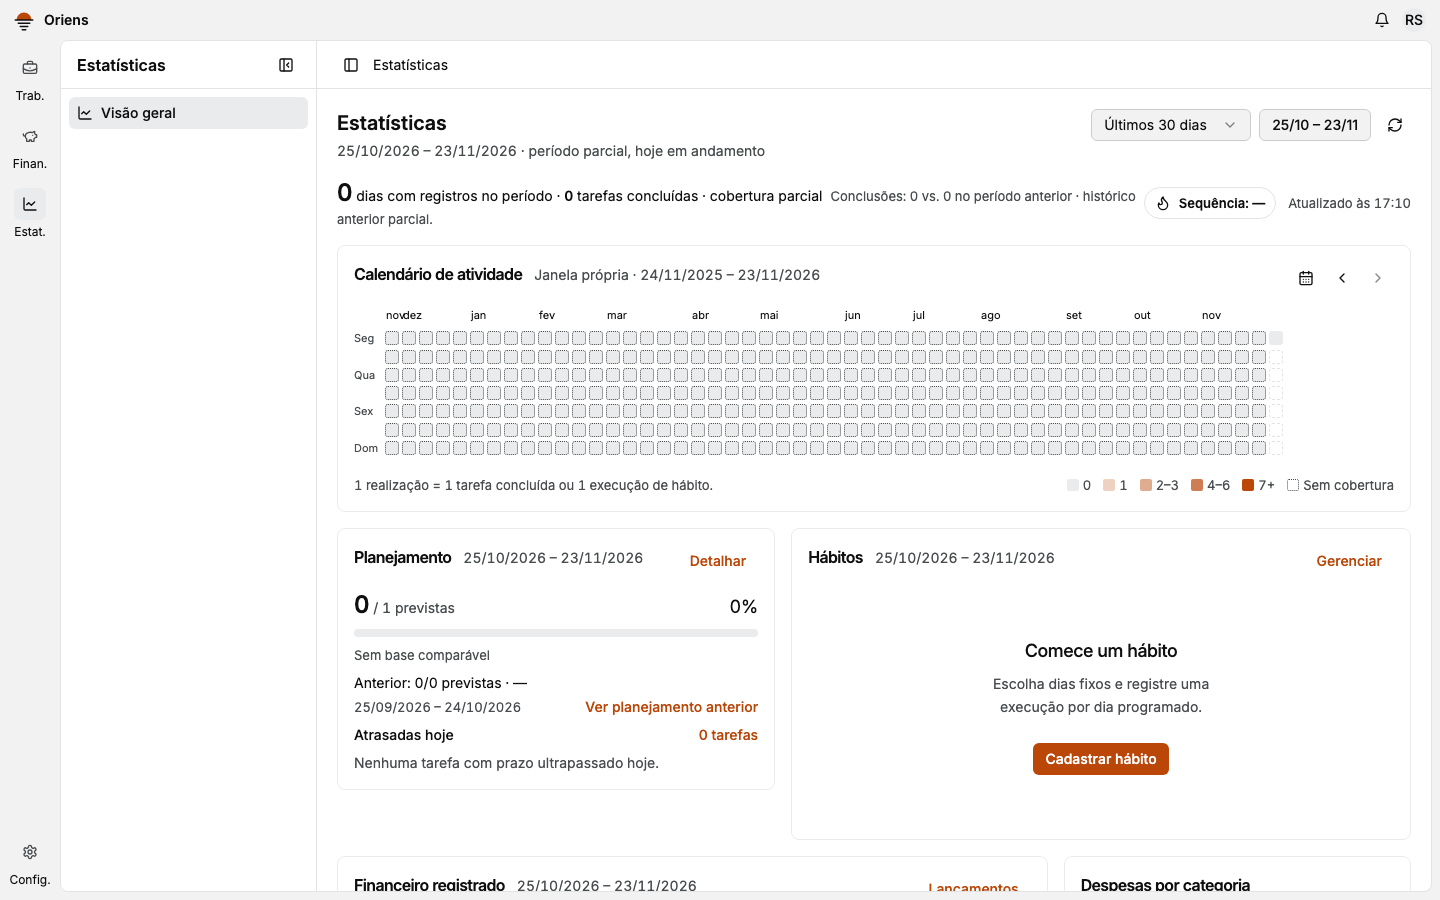 Oriens
RS
Trab.
Finan.
Estat.
Config.
Estatísticas
Visão geral
Estatísticas
Estatísticas
25/10/2026 – 23/11/2026 · período parcial, hoje em andamento
Últimos 30 dias
25/10 – 23/11
0 dias com registros no período · 0 tarefas concluídas · cobertura parcial Conclusões: 0 vs. 0 no período anterior · histórico
anterior parcial.
Sequência: —
Atualizado às 17:10
Calendário de atividade Janela própria · 24/11/2025 – 23/11/2026
nov dez jan fev mar abr mai jun jul ago set out nov
Seg
Qua
Sex
Dom
1 realização = 1 tarefa concluída ou 1 execução de hábito.
0 1 2–3 4–6 7+ Sem cobertura
Planejamento 25/10/2026 – 23/11/2026 Detalhar
0 / 1 previstas 0%
Sem base comparável
Anterior: 0/0 previstas · —
25/09/2026 – 24/10/2026 Ver planejamento anterior
Atrasadas hoje 0 tarefas
Nenhuma tarefa com prazo ultrapassado hoje.
Hábitos 25/10/2026 – 23/11/2026 Gerenciar
Comece um hábito
Escolha dias fixos e registre uma
execução por dia programado.
Cadastrar hábito
Financeiro registrado 25/10/2026 – 23/11/2026 Lançamentos
Despesas por categoria